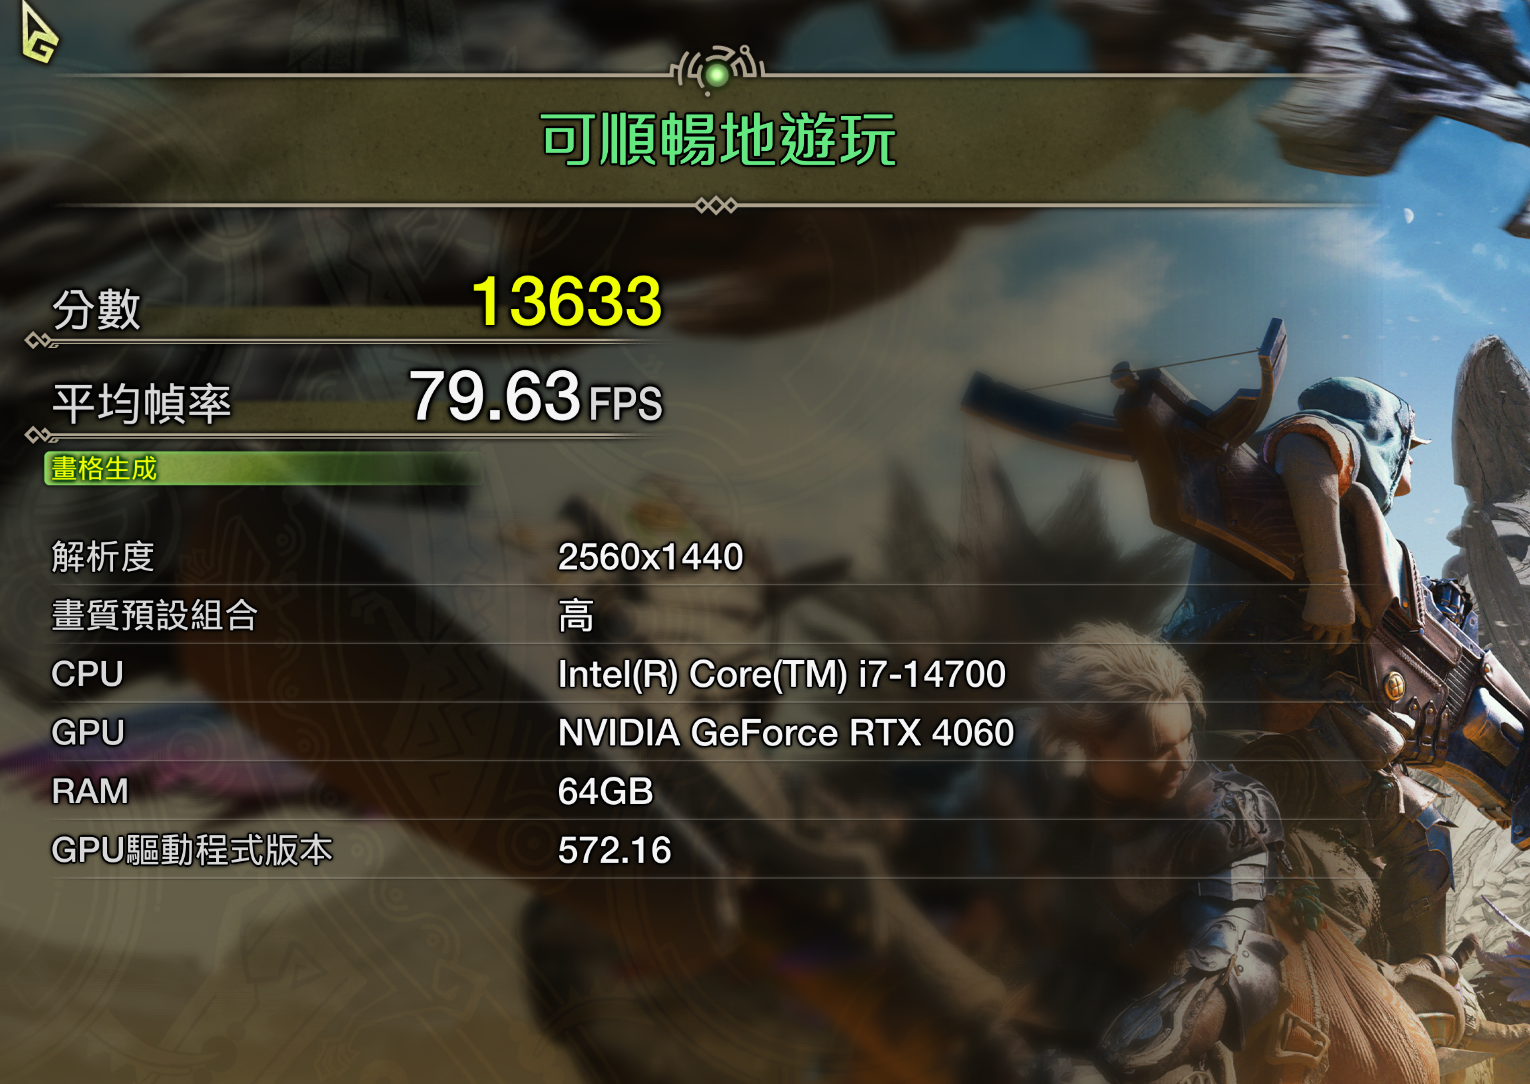 可順暢地遊玩
分數 13633
平均幀率 79.63 FPS
畫格生成
解析度 2560x1440
畫質預設組合 高
CPU Intel(R) Core(TM) i7-14700
GPU NVIDIA GeForce RTX 4060
RAM 64GB
GPU驅動程式版本 572.16